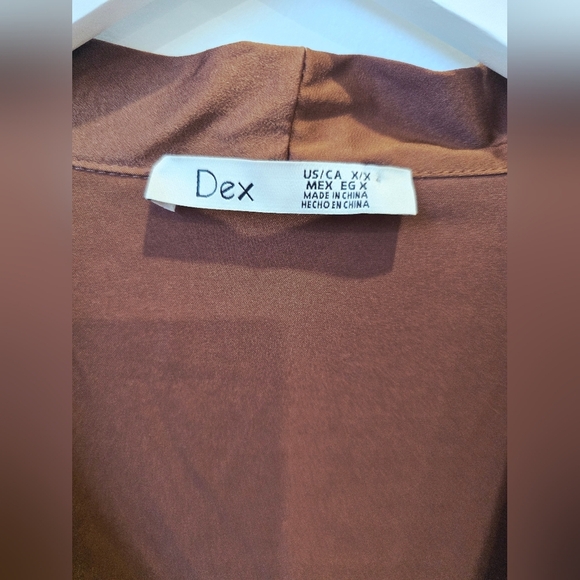 Dex
US/CA X/X
MEX EG X
MADE IN CHINA
HECHO EN CHINA